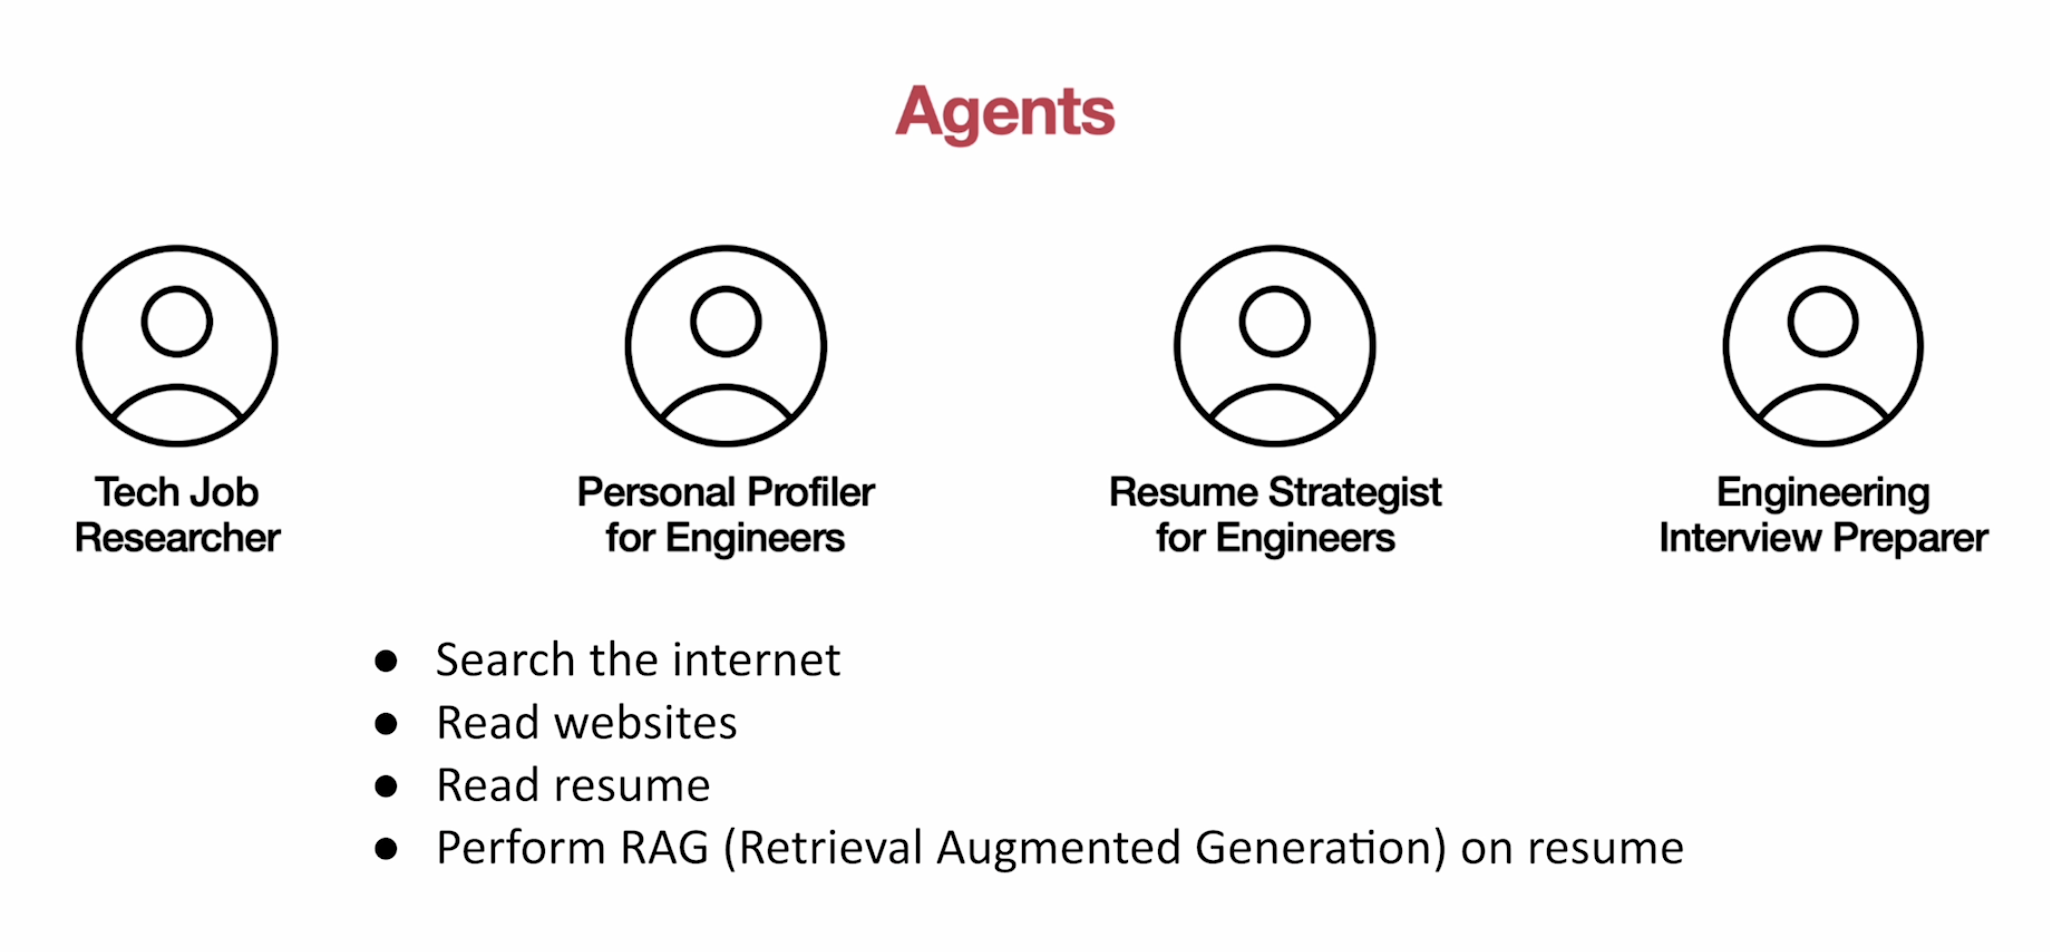 Agents
Tech Job
Researcher
Personal Profiler
for Engineers
Resume Strategist
for Engineers
Engineering
Interview Preparer
● Search the internet
● Read websites
● Read resume
● Perform RAG (Retrieval Augmented Generation) on resume